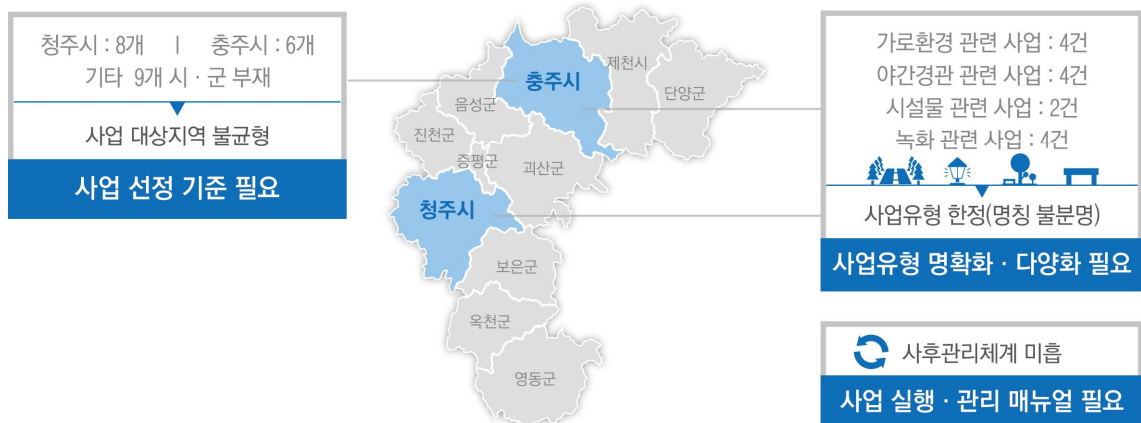 청주시 : 8개 ㅣ 충주시 : 6개
기타 9개 시 · 군 부재
사업 대상지역 불균형
사업 선정 기준 필요
충주시
제천시
단양군
음성군
진천군
증평군
괴산군
청주시
보은군
옥천군
영동군
가로환경 관련 사업 : 4건
야간경관 관련 사업 : 4건
시설물 관련 사업 : 2건
녹화 관련 사업 : 4건
사업유형 한정(명칭 불분명)
사업유형 명확화 · 다양화 필요
사후관리체계 미흡
사업 실행 · 관리 매뉴얼 필요